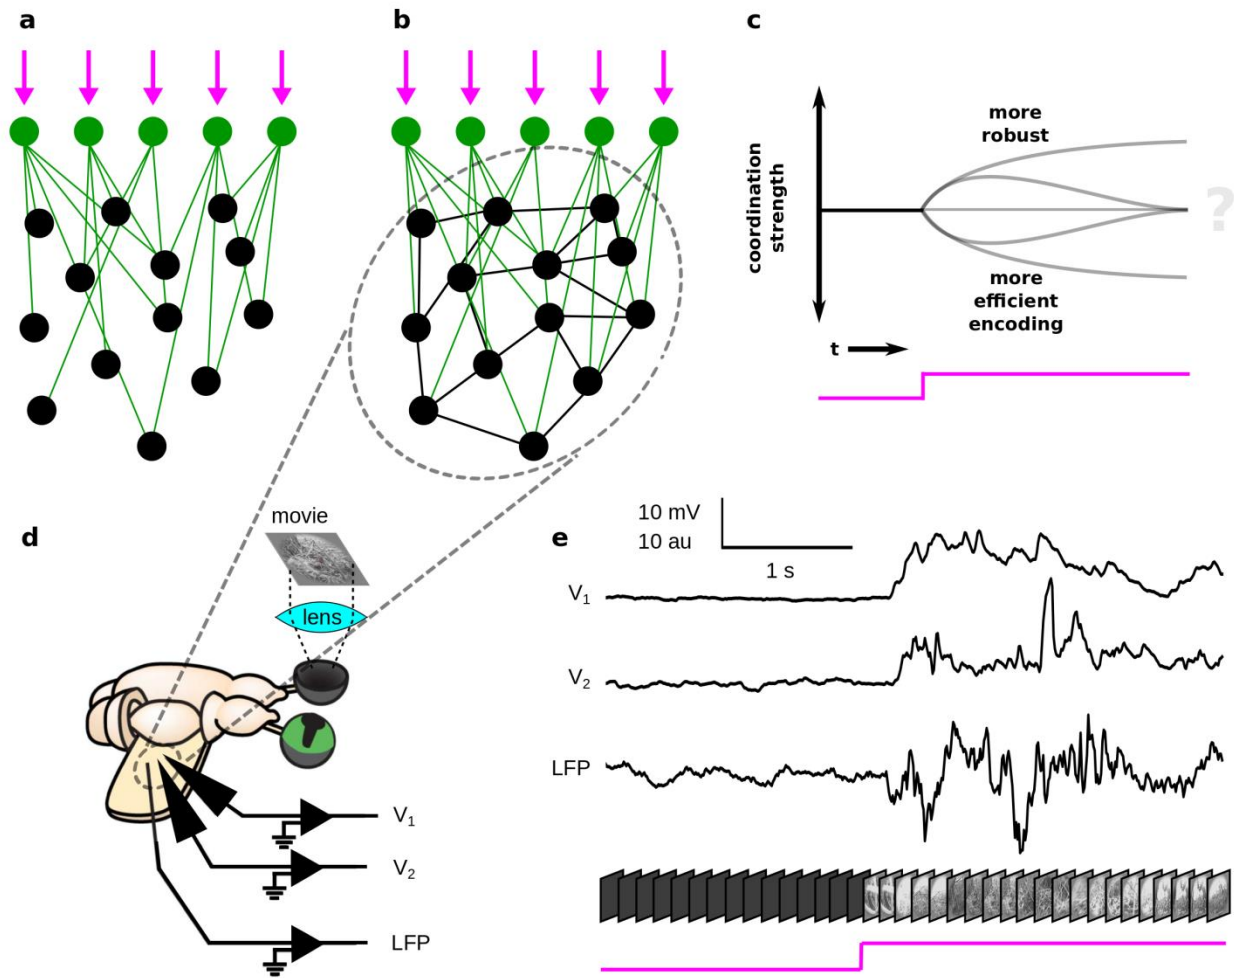 a
b
c
more
robust
coordination
strength
?
more
efficient
encoding
t
d
movie
lens
V₁
V₂
LFP
e
10 mV
10 au
1 s
V₁
V₂
LFP